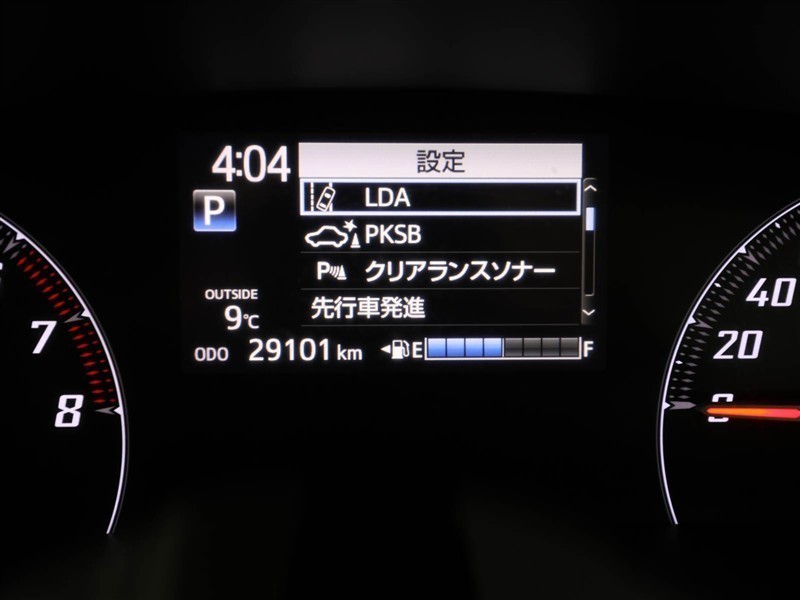 4:04
設定
LDA
P
PKSB
P クリアランスソナー
OUTSIDE
先行車発進
9℃
ODO 29101 km
E F
7
8
40
20
0